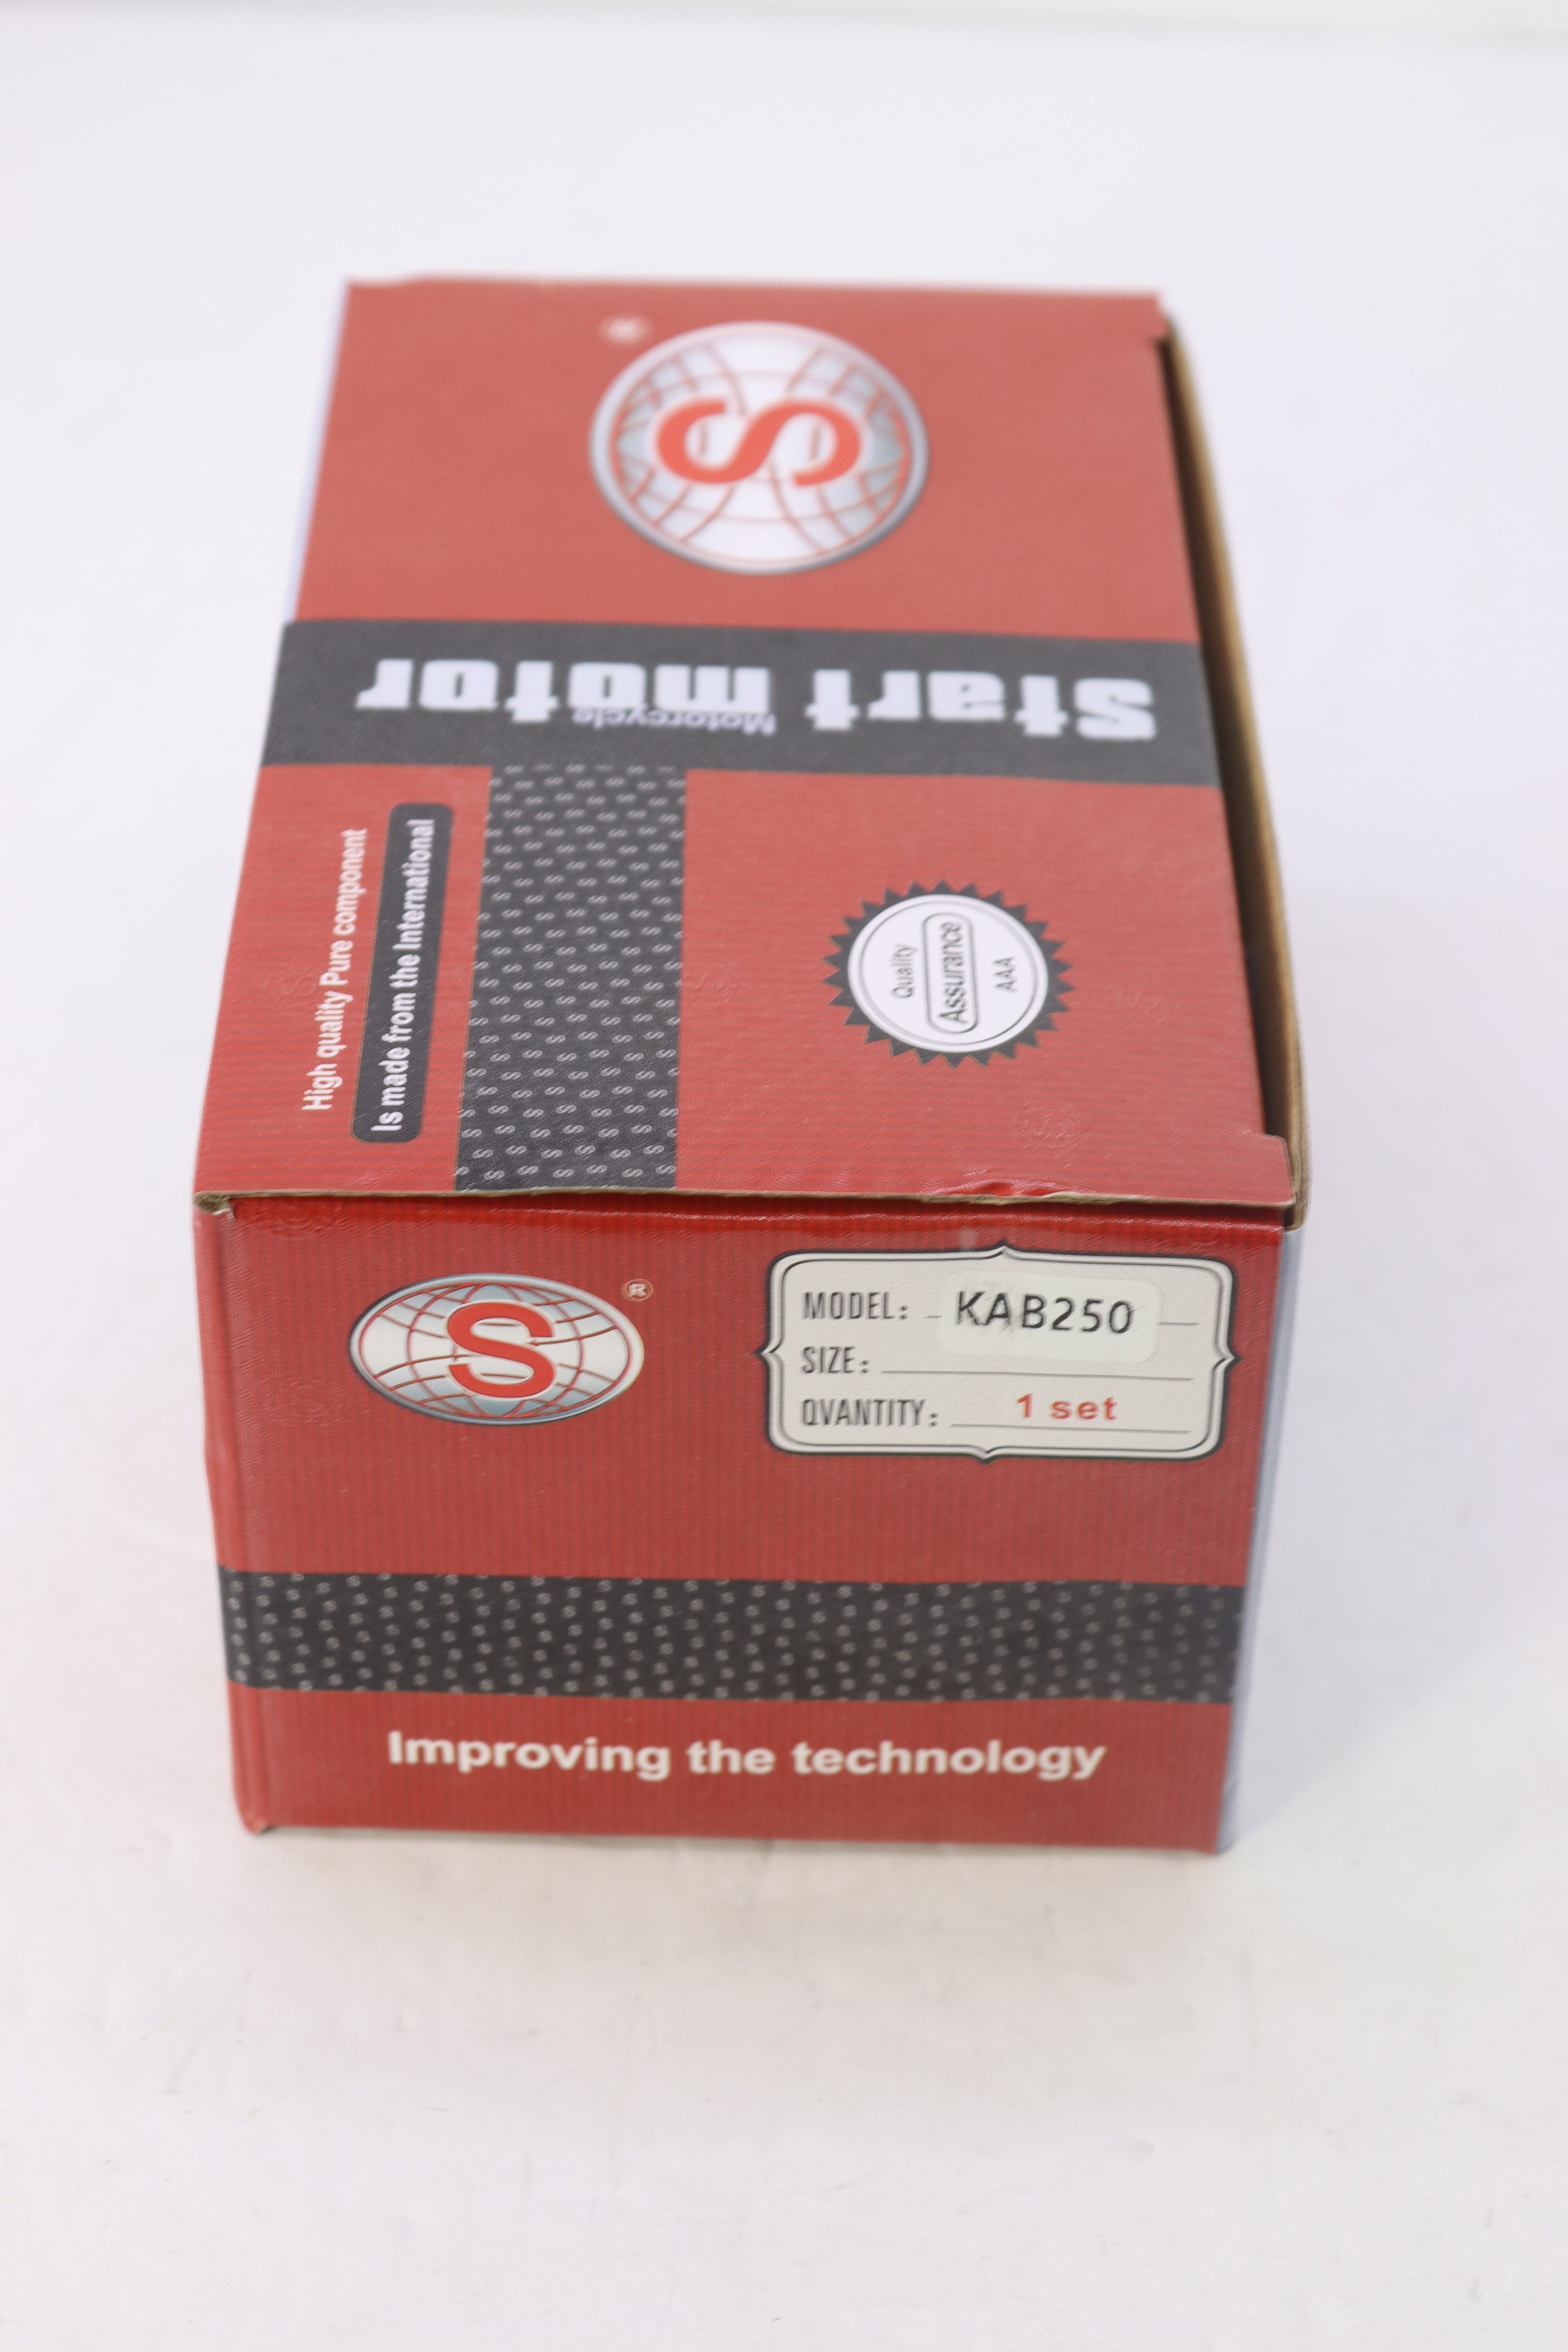 S
Start motor
Motorcycle
High quality Pure component
Is made from the International
Quality
Assurance
AAA
S ®
MODEL: KAB250
SIZE:
QVANTITY: 1 set
Improving the technology